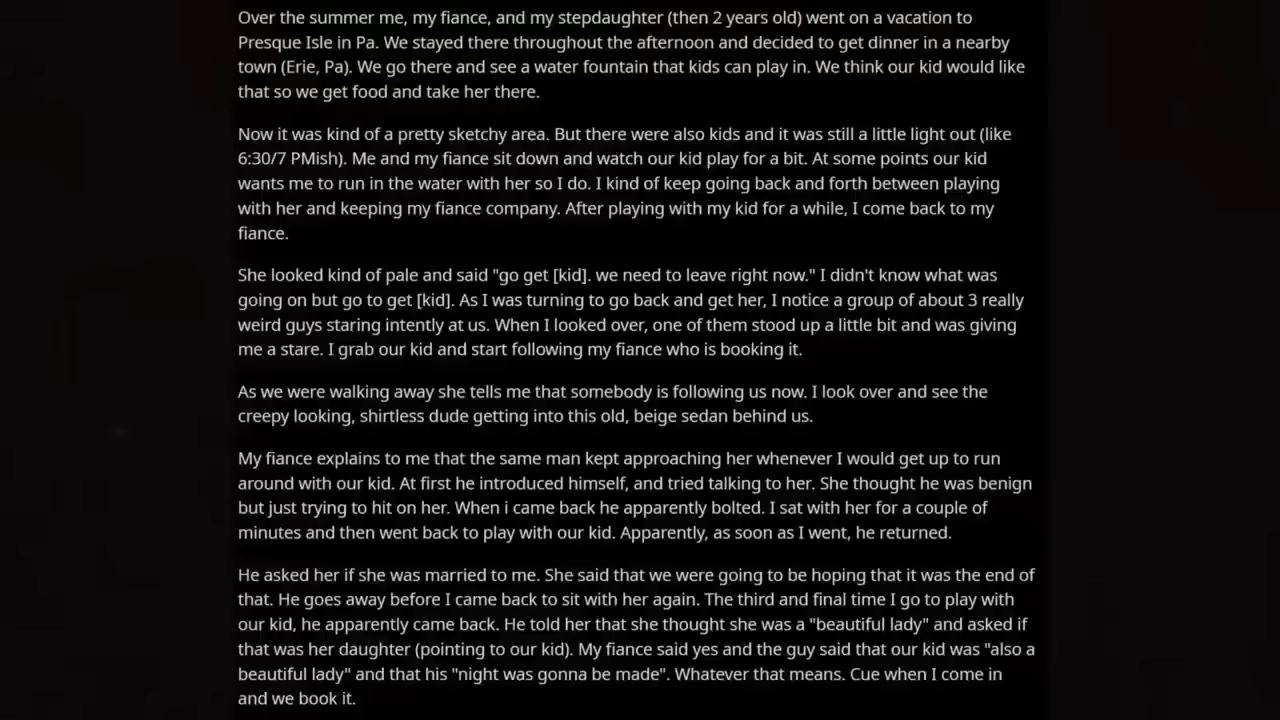 Over the summer me, my fiance, and my stepdaughter (then 2 years old) went on a vacation to
Presque Isle in Pa. We stayed there throughout the afternoon and decided to get dinner in a nearby
town (Erie, Pa). We go there and see a water fountain that kids can play in. We think our kid would like
that so we get food and take her there.
Now it was kind of a pretty sketchy area. But there were also kids and it was still a little light out (like
6:30/7 PMish). Me and my fiance sit down and watch our kid play for a bit. At some points our kid
wants me to run in the water with her so I do. I kind of keep going back and forth between playing
with her and keeping my fiance company. After playing with my kid for a while, I come back to my
fiance.
She looked kind of pale and said "go get [kid]. we need to leave right now." I didn't know what was
going on but go to get [kid]. As I was turning to go back and get her, I notice a group of about 3 really
weird guys staring intently at us. When I looked over, one of them stood up a little bit and was giving
me a stare. I grab our kid and start following my fiance who is booking it.
As we were walking away she tells me that somebody is following us now. I look over and see the
creepy looking, shirtless dude getting into this old, beige sedan behind us.
My fiance explains to me that the same man kept approaching her whenever I would get up to run
around with our kid. At first he introduced himself, and tried talking to her. She thought he was benign
but just trying to hit on her. When i came back he apparently bolted. I sat with her for a couple of
minutes and then went back to play with our kid. Apparently, as soon as I went, he returned.
He asked her if she was married to me. She said that we were going to be hoping that it was the end of
that. He goes away before I came back to sit with her again. The third and final time I go to play with
our kid, he apparently came back. He told her that she thought she was a "beautiful lady" and asked if
that was her daughter (pointing to our kid). My fiance said yes and the guy said that our kid was "also a
beautiful lady" and that his "night was gonna be made". Whatever that means. Cue when I come in
and we book it.